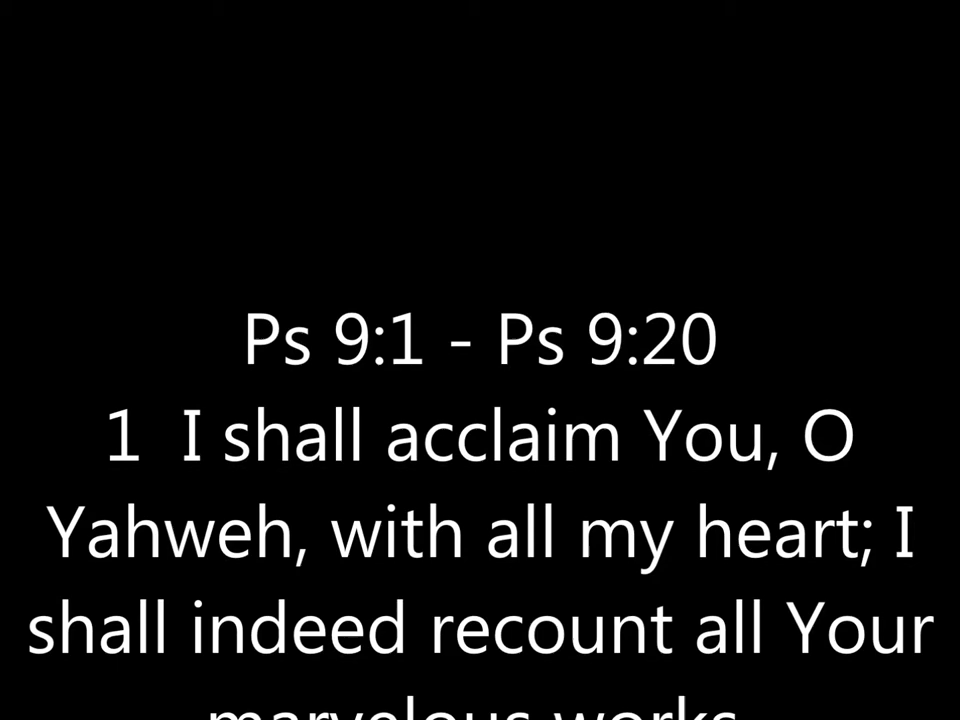 Ps 9:1 - Ps 9:20
1 I shall acclaim You, O
Yahweh, with all my heart; I
shall indeed recount all Your
marvelous works